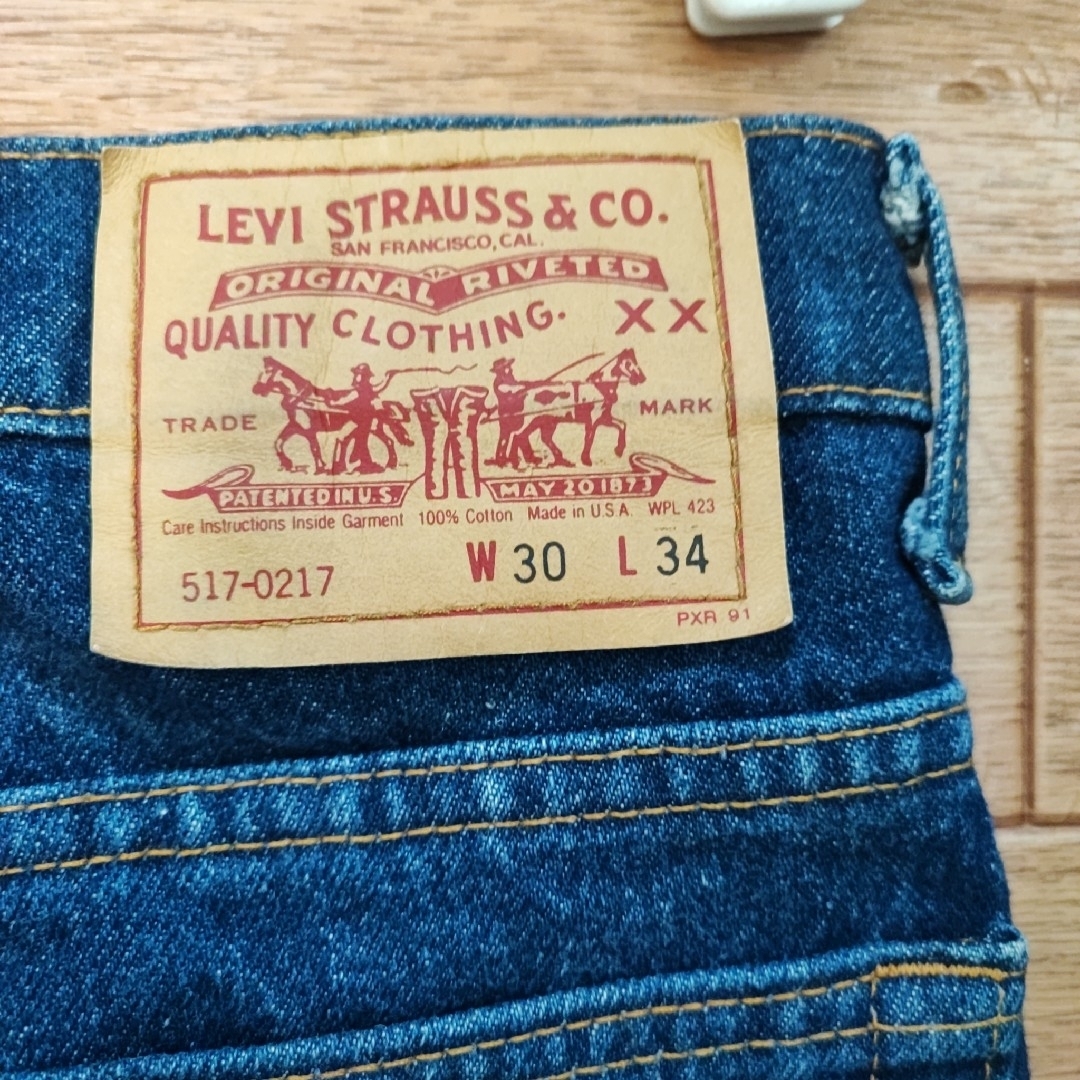 LEVI STRAUSS & CO.
SAN FRANCISCO, CAL.
ORIGINAL RIVETED
QUALITY CLOTHING. XX
TRADE MARK
PATENTED IN U.S. MAY 20 1873
Care Instructions Inside Garment 100% Cotton Made in U.S.A. WPL 423
517-0217 W 30 L 34
PXR 91